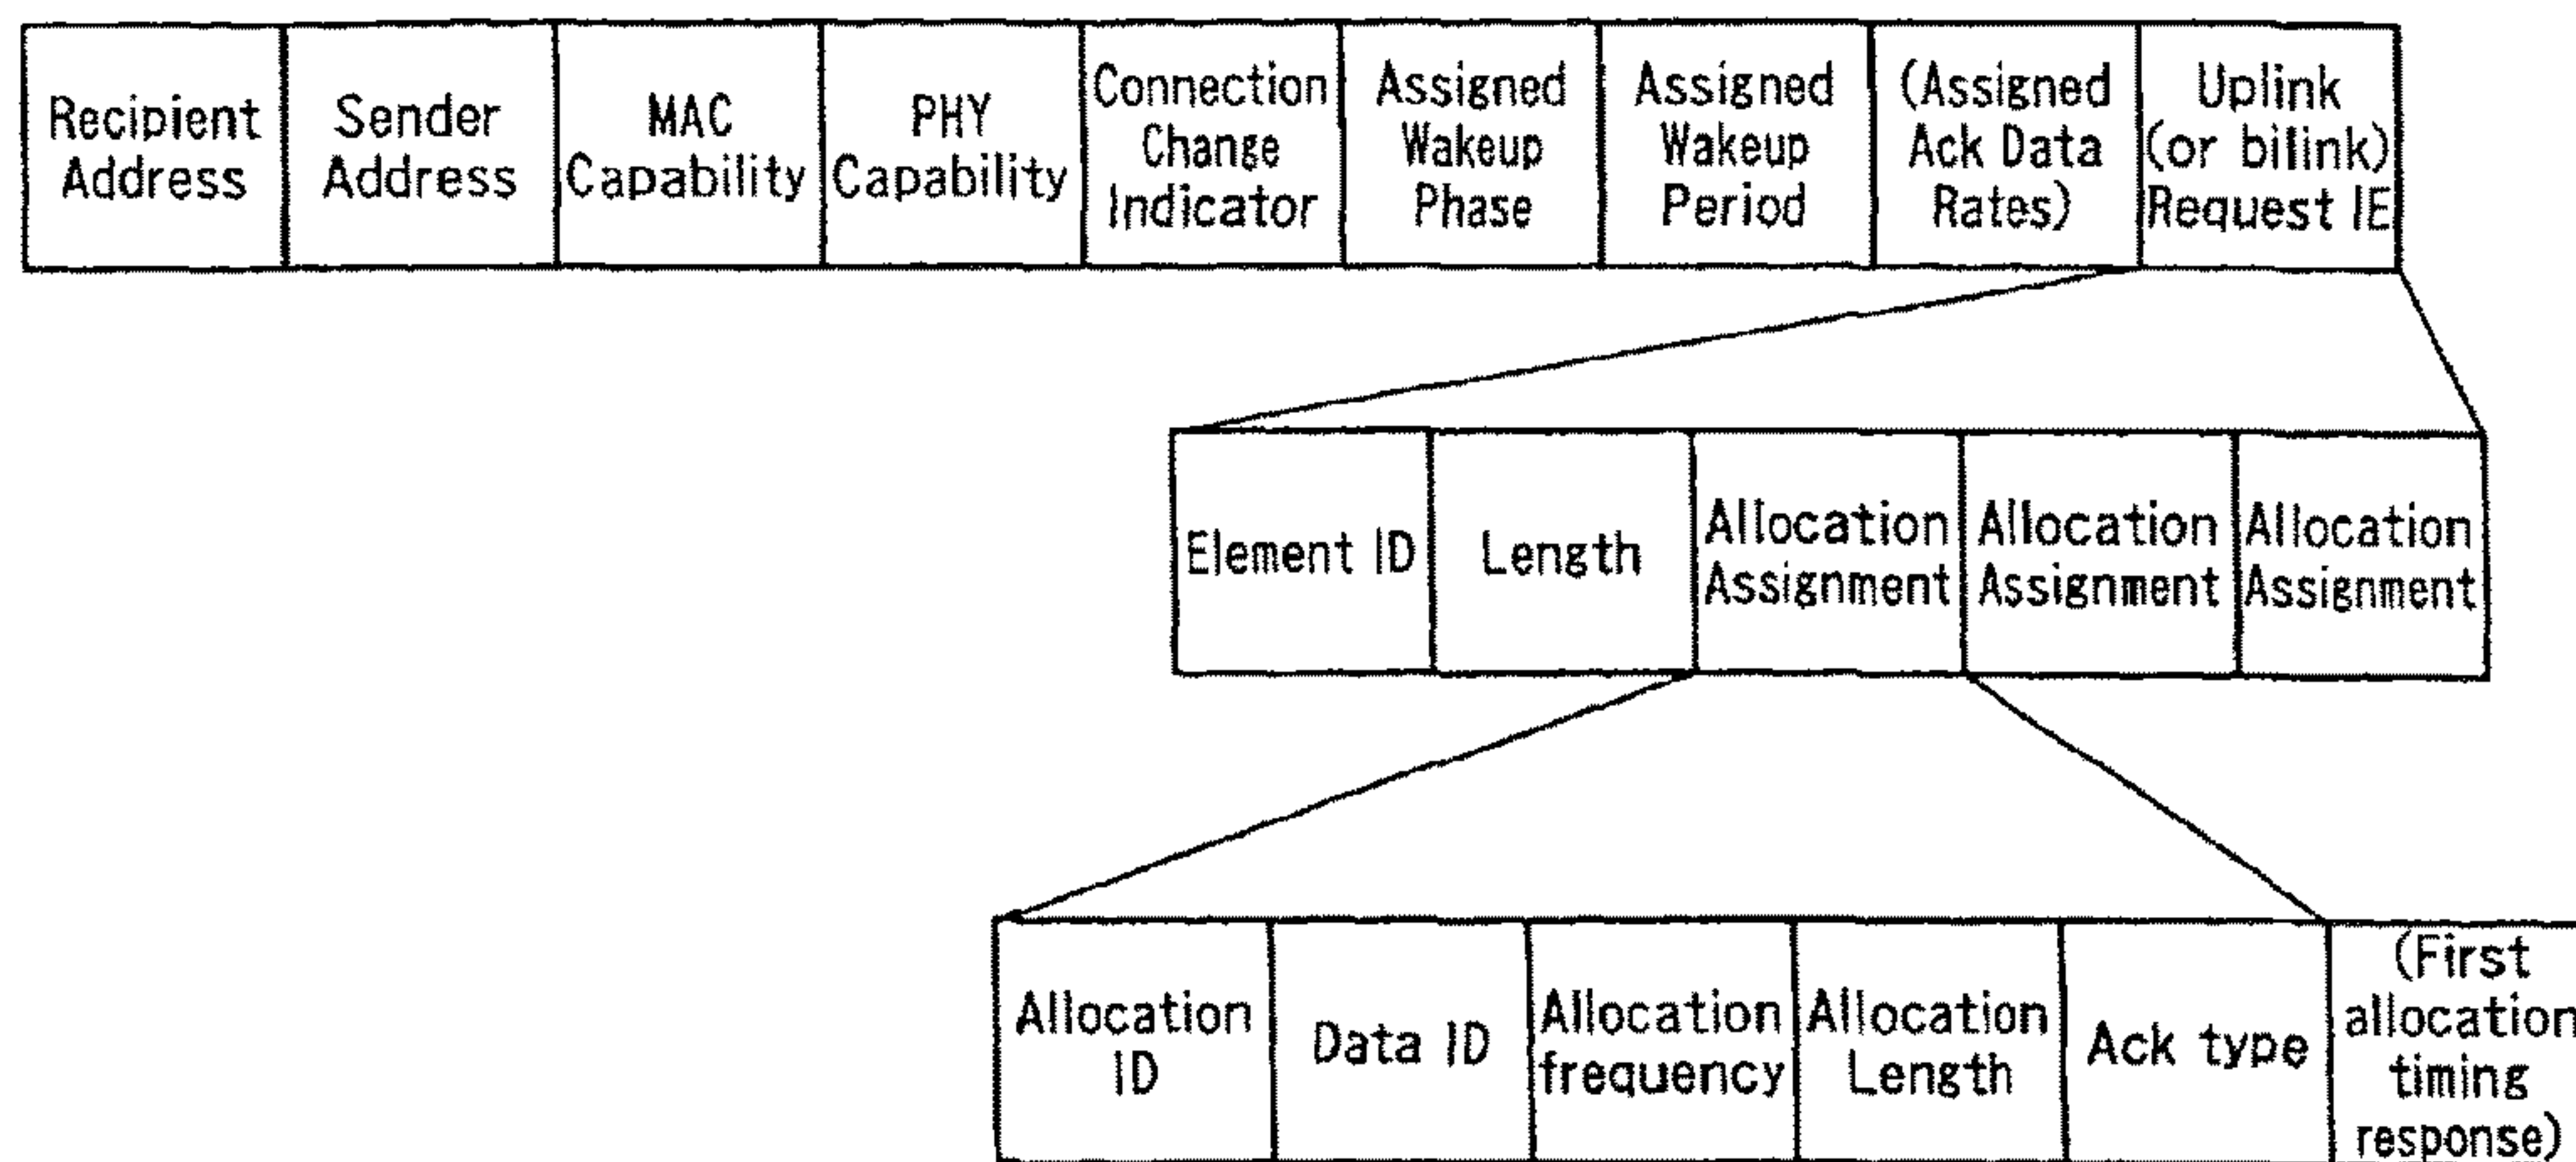 Recipient
Address
Sender
Address
MAC
Capability
PHY
Capability
Connection
Change
Indicator
Assigned
Wakeup
Phase
Assigned
Wakeup
Period
(Assigned
Ack Data
Rates)
Uplink
(or bilink)
Request IE
Element ID
Length
Allocation
Assignment
Allocation
Assignment
Allocation
Assignment
Allocation
ID
Data ID
Allocation
frequency
Allocation
Length
Ack type
(First
allocation
timing
response)